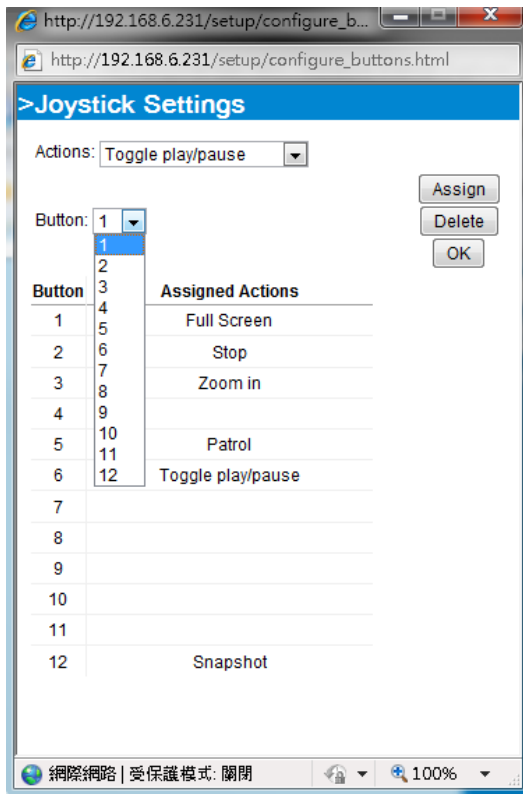 http://192.168.6.231/setup/configure_b...
http://192.168.6.231/setup/configure_buttons.html
>Joystick Settings
Actions: Toggle play/pause
Assign
Button: 1
Delete
OK
1
2
3
4
5
6
7
8
9
10
11
12
Button Assigned Actions
1 Full Screen
2 Stop
3 Zoom in
4
5 Patrol
6 Toggle play/pause
7
8
9
10
11
12 Snapshot
網際網路 | 受保護模式: 關閉 100%